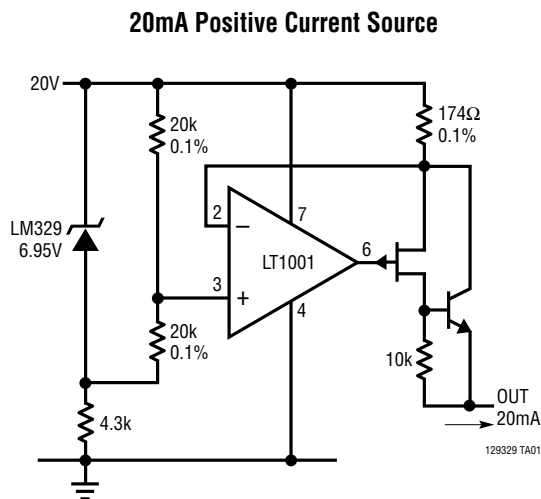 20mA Positive Current Source
20V
20k
0.1%
174Ω
0.1%
LM329
6.95V
2
7
–
LT1001
6
3
+
4
20k
0.1%
10k
4.3k
OUT
20mA
129329 TA01